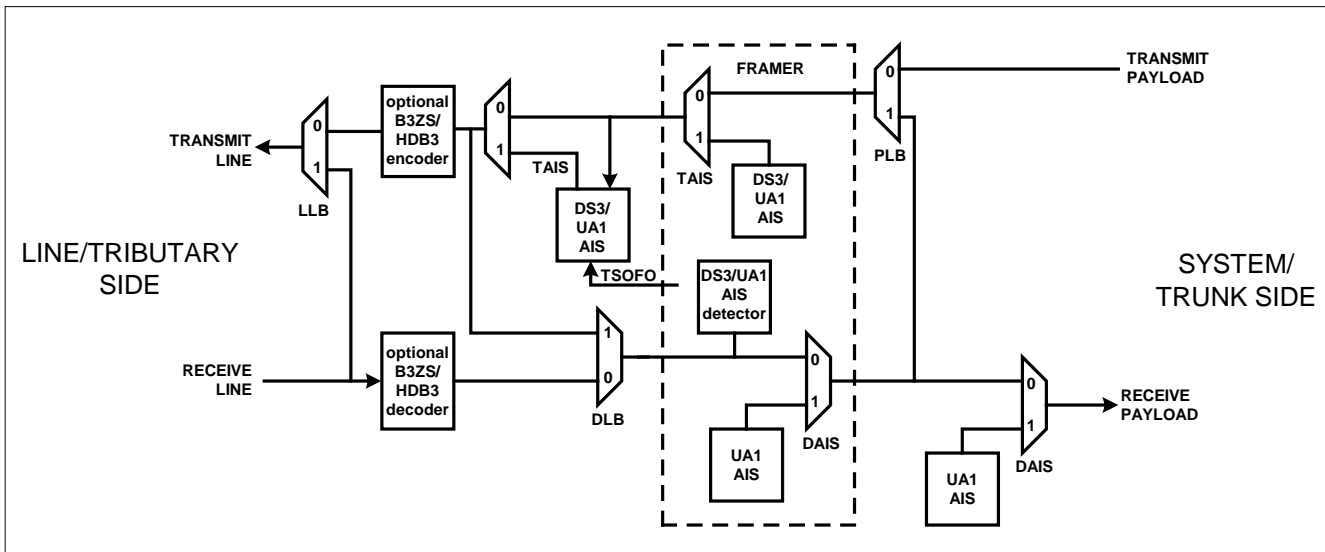 FRAMER
TRANSMIT
PAYLOAD
0
1
PLB
optional
B3ZS/
HDB3
encoder
0
1
TAIS
0
1
TAIS
TRANSMIT
LINE
0
1
LLB
DS3/
UA1
AIS
DS3/
UA1
AIS
LINE/TRIBUTARY
SIDE
SYSTEM/
TRUNK SIDE
TSOFO
DS3/UA1
AIS
detector
RECEIVE
LINE
optional
B3ZS/
HDB3
decoder
1
0
DLB
0
1
DAIS
UA1
AIS
0
1
DAIS
RECEIVE
PAYLOAD
UA1
AIS